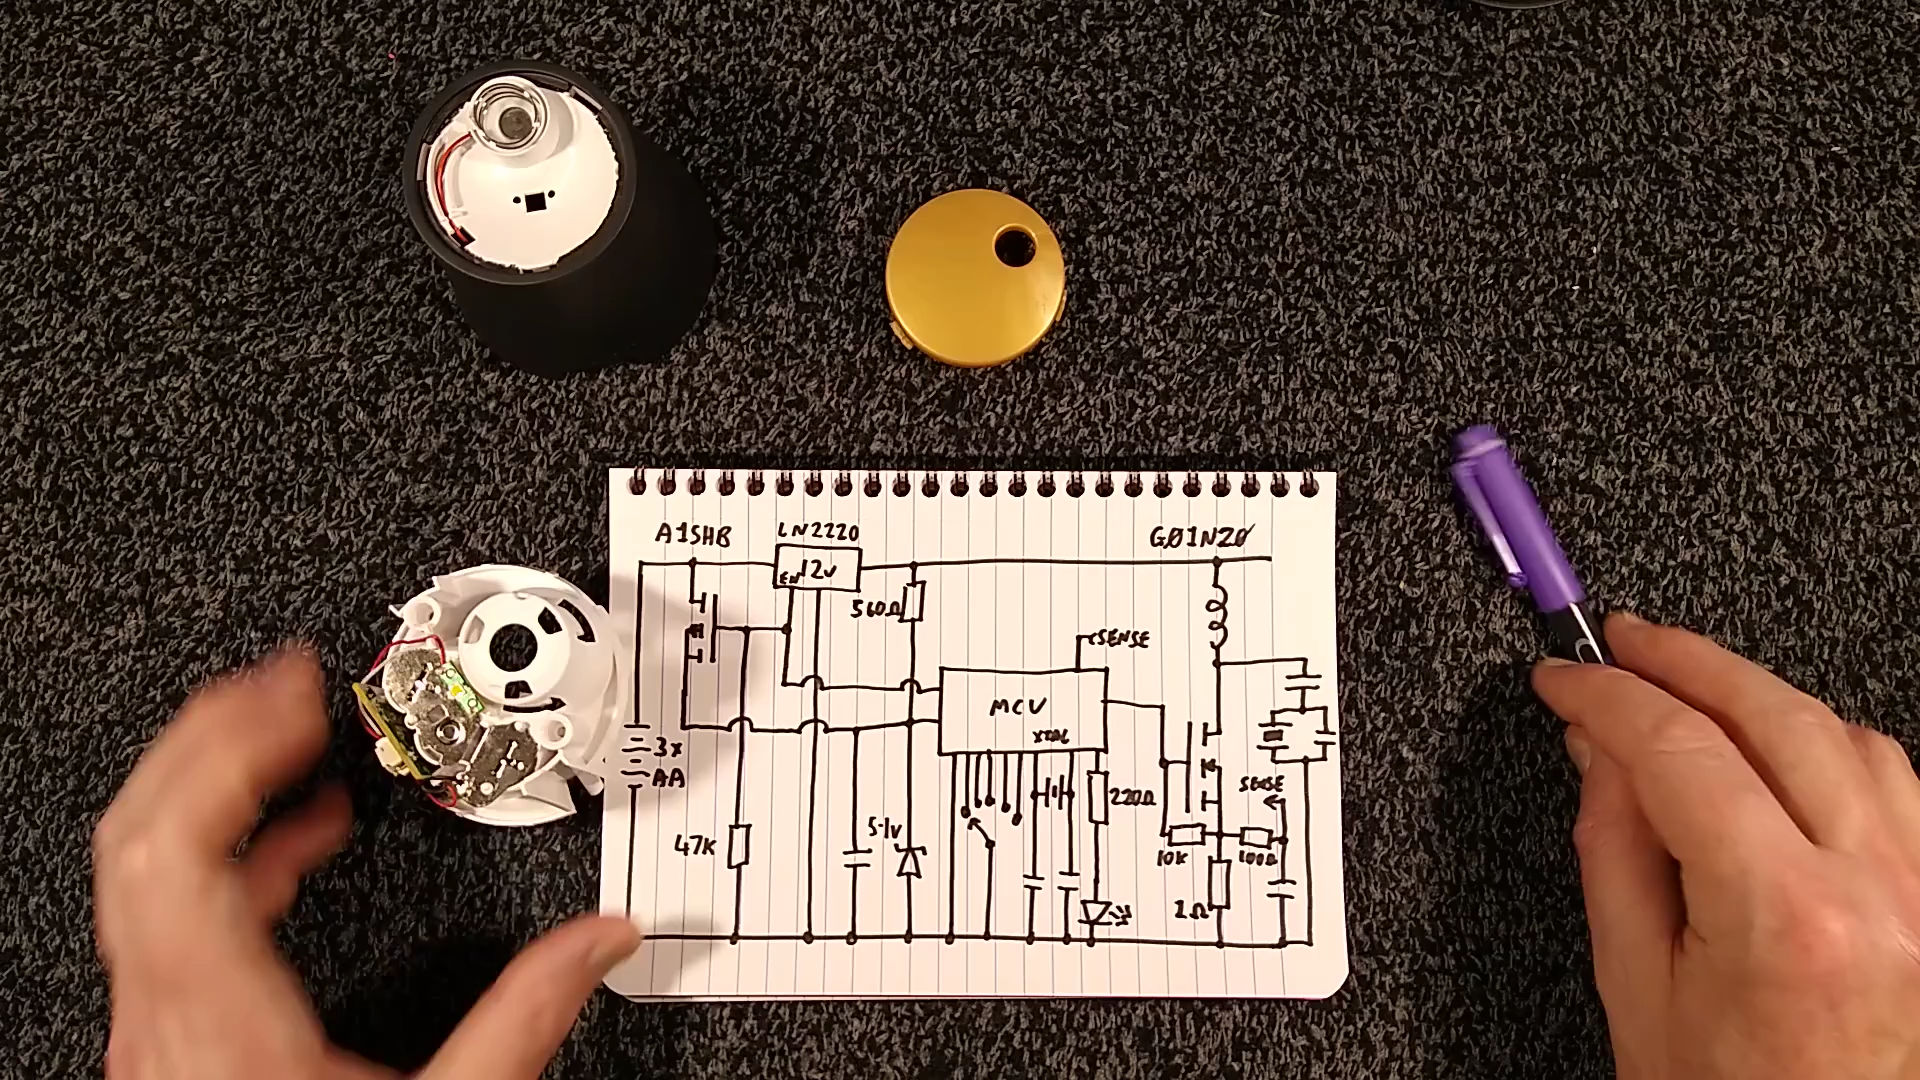 A1SHB
LN2220
G01N20
EN
12V
560Ω
SENSE
MCU
XTAL
3x
AA
SENSE
220Ω
5·1V
47K
10K
100Ω
1Ω